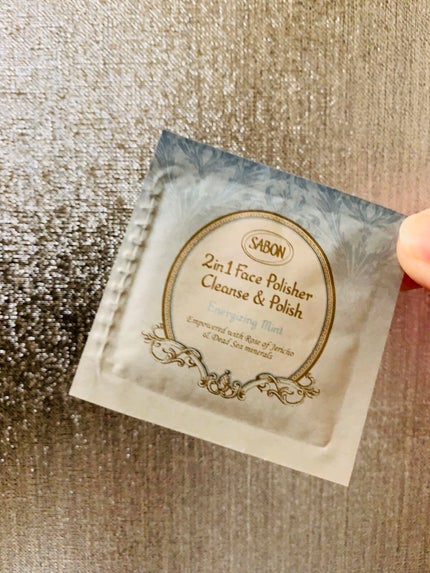 SABON
2in1 Face Polisher
Cleanse & Polish
Energizing Mint
Empowered with Rose of Jericho
& Dead Sea minerals